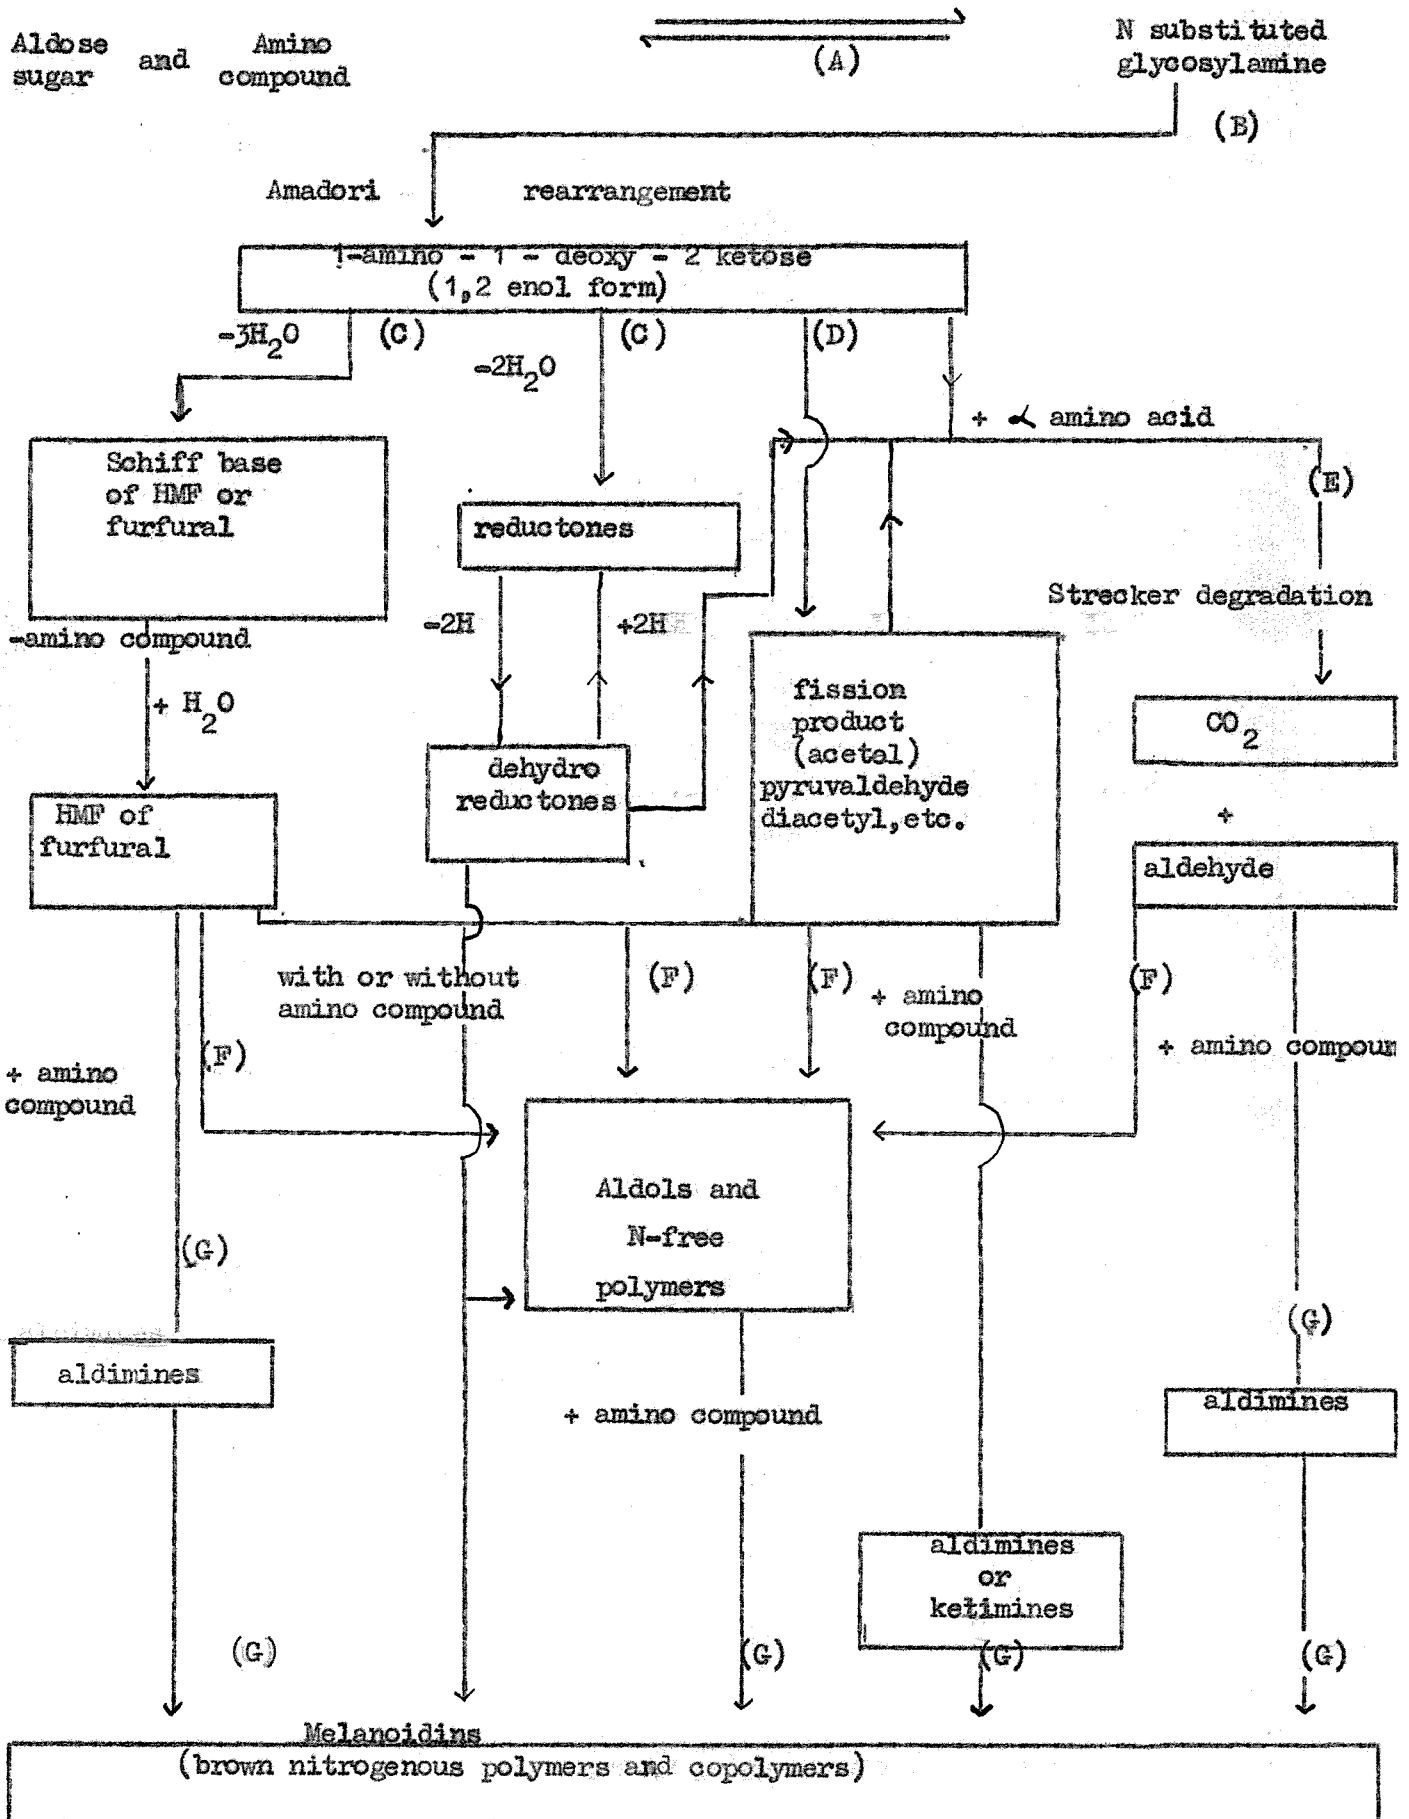 Aldose sugar and Amino compound
(A)
N substituted
glycosylamine
(B)
Amadori rearrangement
1-amino - 1 - deoxy - 2 ketose
(1,2 enol form)
-3H2O
(C)
-2H2O
(C)
(D)
+ ∝ amino acid
(E)
Schiff base
of HMF or
furfural
reductones
Strecker degradation
-amino compound
+ H2O
-2H
+2H
fission
product
(acetol)
pyruvaldehyde
diacetyl,etc.
CO2
+
aldehyde
dehydro
reductones
HMF of
furfural
with or without
amino compound
(F)
(F)
+ amino
compound
(F)
+ amino compoun
(F)
+ amino
compound
(G)
Aldols and
N-free
polymers
(G)
aldimines
+ amino compound
aldimines
aldimines
or
ketimines
(G)
(G)
(G)
(G)
Melanoidins
(brown nitrogenous polymers and copolymers)